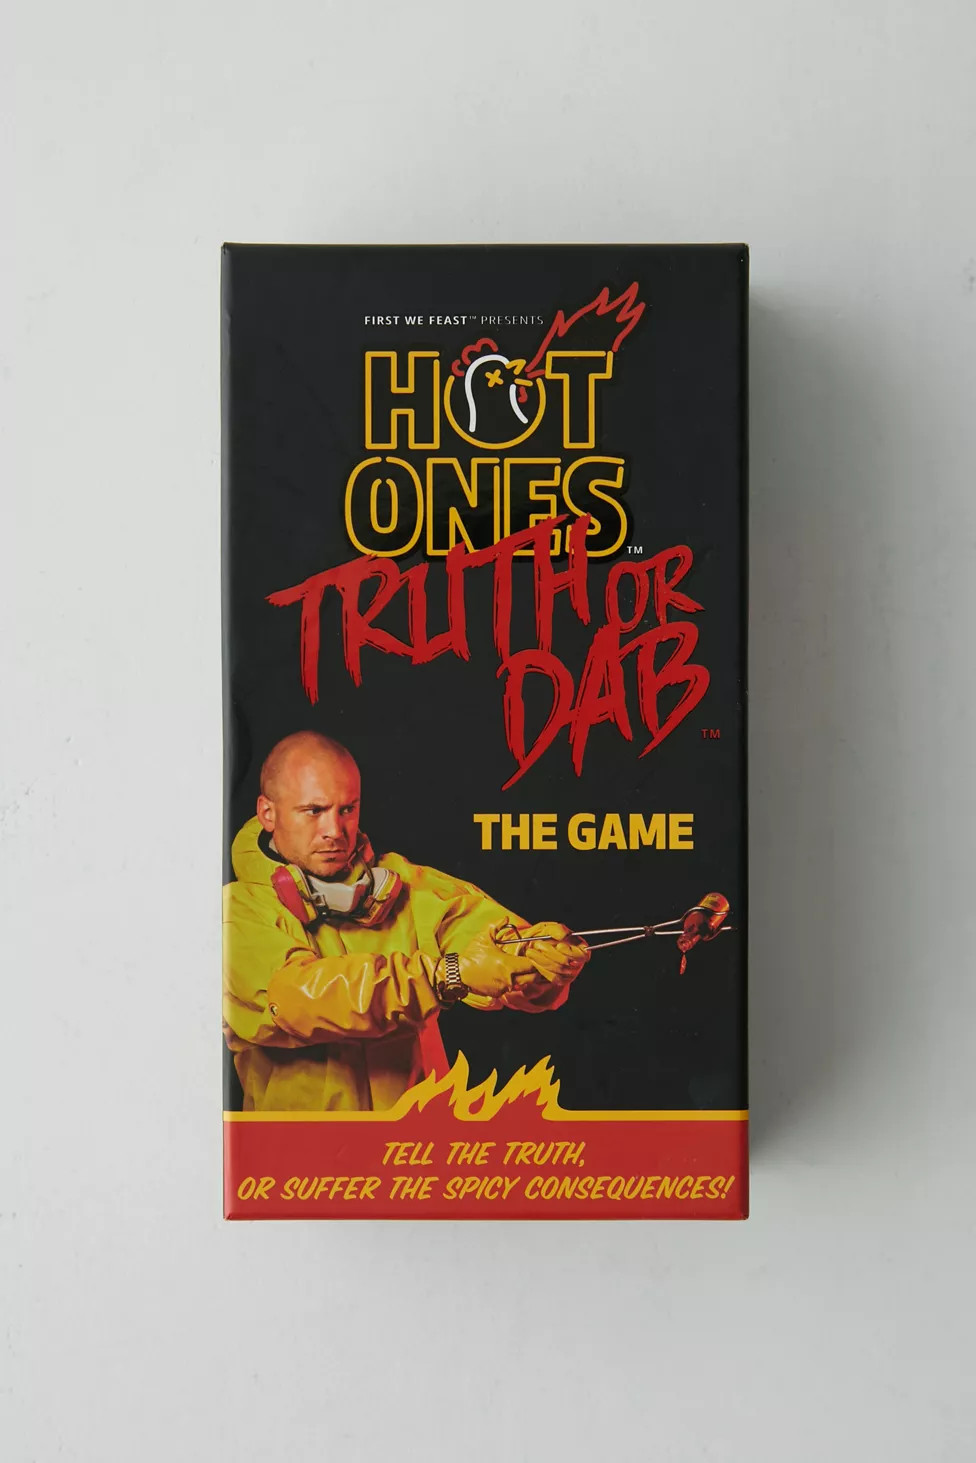 FIRST WE FEAST™ PRESENTS
HOT
ONES™
TRUTH OR
DAB™
THE GAME
TELL THE TRUTH,
OR SUFFER THE SPICY CONSEQUENCES!